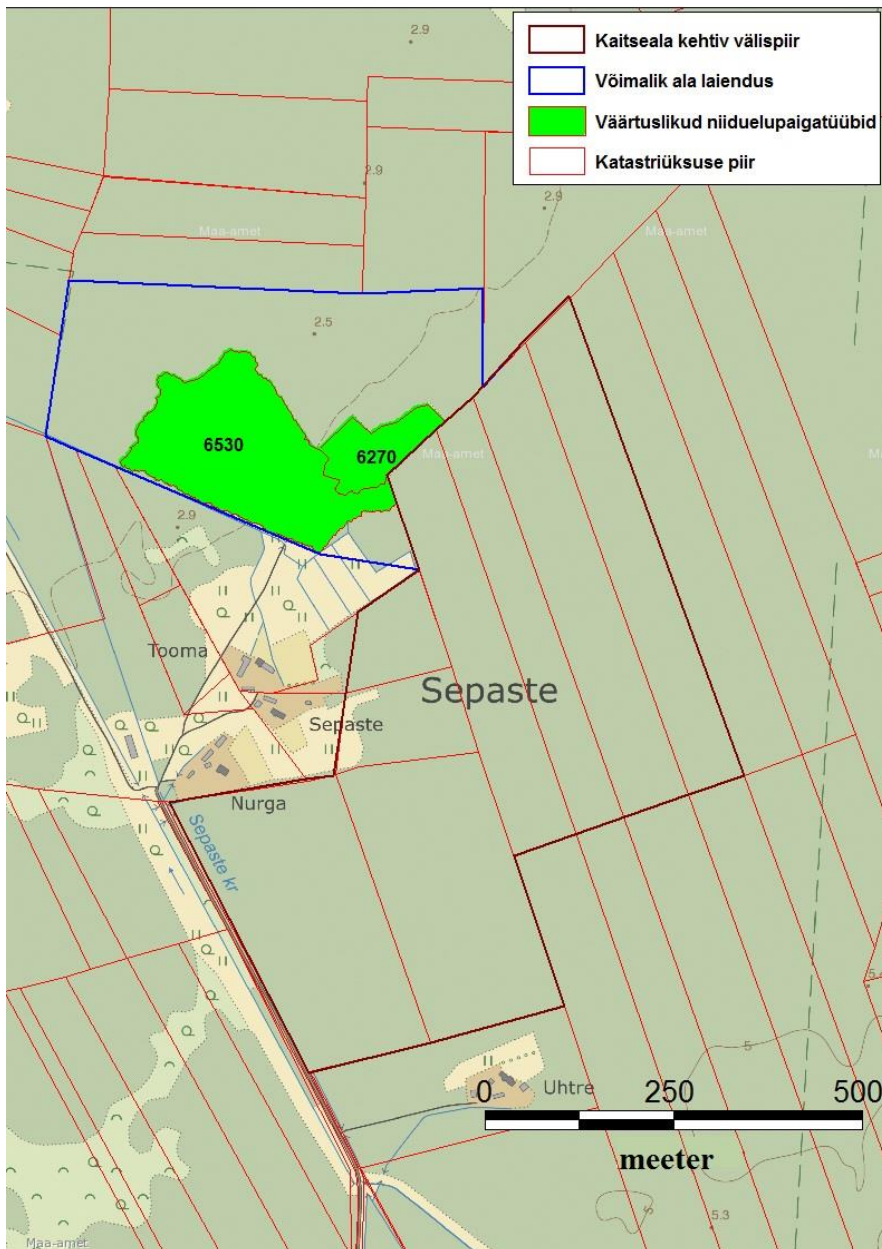 2.9
Kaitseala kehtiv välispiir
Võimalik ala laiendus
Väärtuslikud niiduelupaigatüübid
Katastriüksuse piir
2.9
2.9
Maa-amet
Maa-amet
2.5
6530
6270
Maa-amet
Ma
2.9
Tooma
Sepaste
Sepaste
Nurga
Sepaste kr
5
Uhtre
0 250 500
meeter
5
5.3
Maa-amet